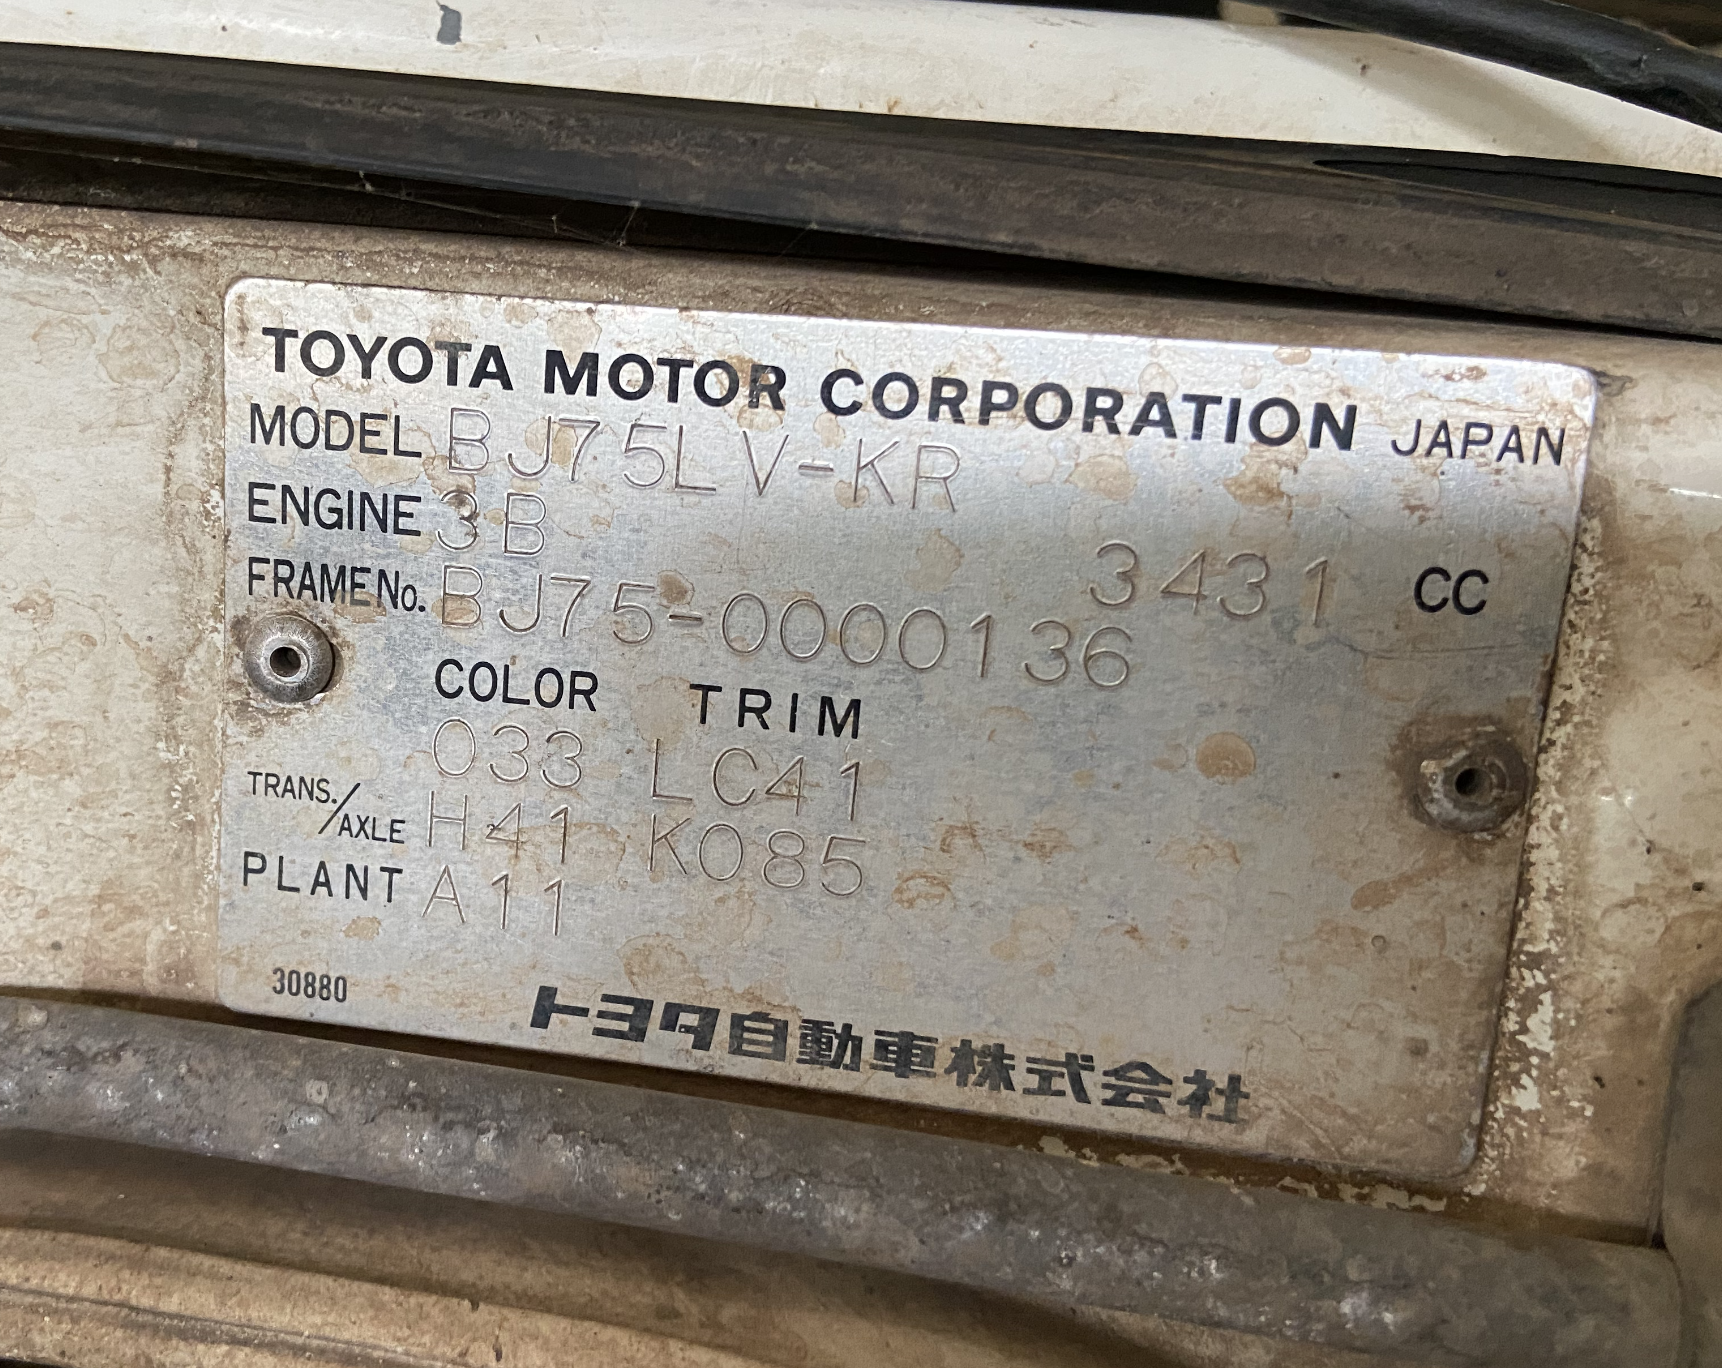 TOYOTA MOTOR CORPORATION JAPAN
MODEL BJ75LV-KR
ENGINE 3B 3431 CC
FRAME No. BJ75-0000136
COLOR TRIM
033 LC41
TRANS./AXLE H41 K085
PLANT A11
30880
トヨタ自動車株式会社